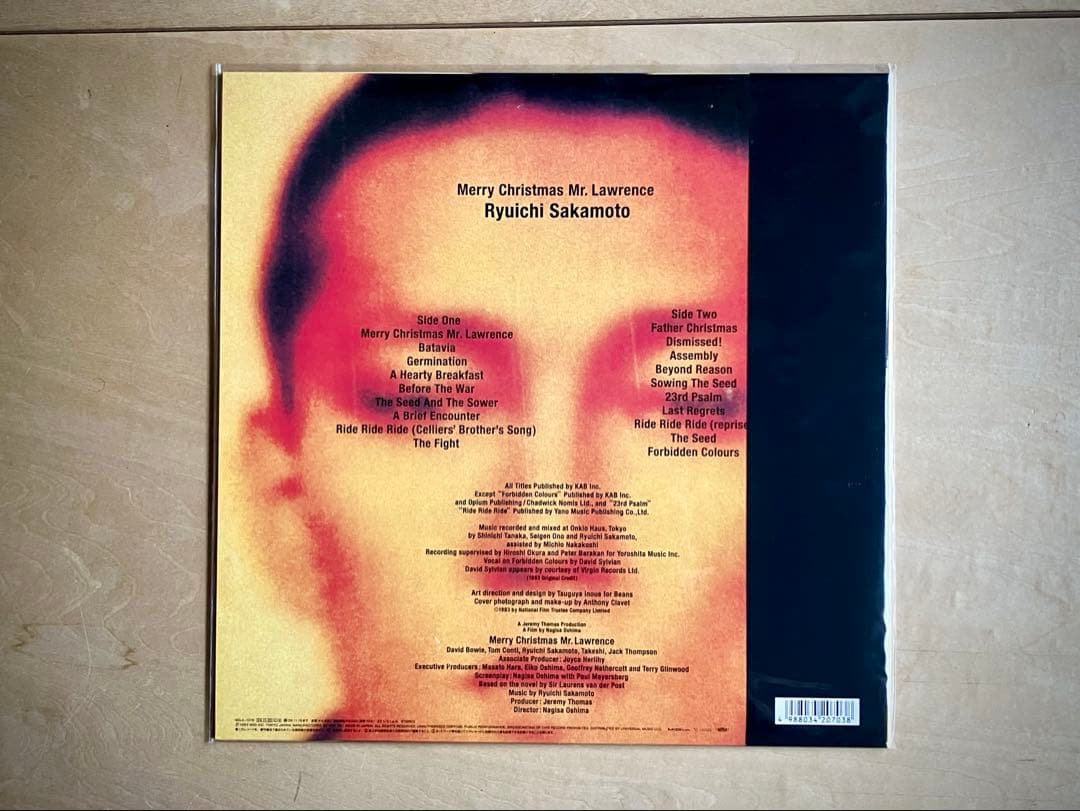 Merry Christmas Mr. Lawrence
Ryuichi Sakamoto
Side One
Merry Christmas Mr. Lawrence
Batavia
Germination
A Hearty Breakfast
Before The War
The Seed And The Sower
A Brief Encounter
Ride Ride Ride (Celliers' Brother's Song)
The Fight
Side Two
Father Christmas
Dismissed!
Assembly
Beyond Reason
Sowing The Seed
23rd Psalm
Last Regrets
Ride Ride Ride (reprise
The Seed
Forbidden Colours
All Titles Published by KAB Inc.
Except "Forbidden Colours" Published by KAB Inc.
and Opium Publishing/Chadwick Nomis Ltd., and "23rd Psalm"
"Ride Ride Ride" Published by Yano Music Publishing Co.,Ltd.
Music recorded and mixed at Onkio Haus, Tokyo
by Shinichi Tanaka, Seigen Ono and Ryuichi Sakamoto,
assisted by Michio Nakakoshi
Recording supervised by Hiroshi Okura and Peter Barakan for Yoroshita Music Inc.
Vocal on Forbidden Colours by David Sylvian
David Sylvian appears by courtesy of Virgin Records Ltd.
(1983 Original Credit)
Art direction and design by Tsuguya Inoue for Beans
Cover photograph and make-up by Anthony Clavet
©1983 by National Film Trustee Company Limited
A Jeremy Thomas Production
A Film by Nagisa Oshima
Merry Christmas Mr. Lawrence
David Bowie, Tom Conti, Ryuichi Sakamoto, Takeshi, Jack Thompson
Associate Producer: Joyce Herlihy
Executive Producers: Masato Hara, Eiko Oshima, Geoffrey Nethercott and Terry Glinwood
Screenplay: Nagisa Oshima with Paul Mayersberg
Based on the novel by Sir Laurens van der Post
Music by Ryuichi Sakamoto
Producer: Jeremy Thomas
Director: Nagisa Oshima
4 988034 207038